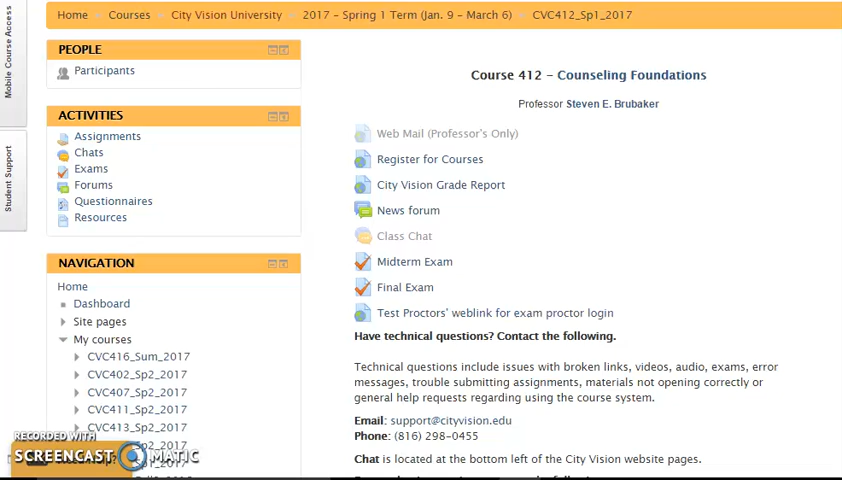 Home Courses City Vision University 2017 – Spring 1 Term (Jan. 9 – March 6) CVC412_Sp1_2017
Mobile Course Access
Student Support
PEOPLE
Participants
ACTIVITIES
Assignments
Chats
Exams
Forums
Questionnaires
Resources
NAVIGATION
Home
Dashboard
Site pages
My courses
CVC416_Sum_2017
CVC402_Sp2_2017
CVC407_Sp2_2017
CVC411_Sp2_2017
CVC413_Sp2_2017
RECORDED WITH
SCREENCAST MATIC
Course 412 – Counseling Foundations
Professor Steven E. Brubaker
Web Mail (Professor's Only)
Register for Courses
City Vision Grade Report
News forum
Class Chat
Midterm Exam
Final Exam
Test Proctors' weblink for exam proctor login
Have technical questions? Contact the following.
Technical questions include issues with broken links, videos, audio, exams, error
messages, trouble submitting assignments, materials not opening correctly or
general help requests regarding using the course system.
Email: support@cityvision.edu
Phone: (816) 298-0455
Chat is located at the bottom left of the City Vision website pages.